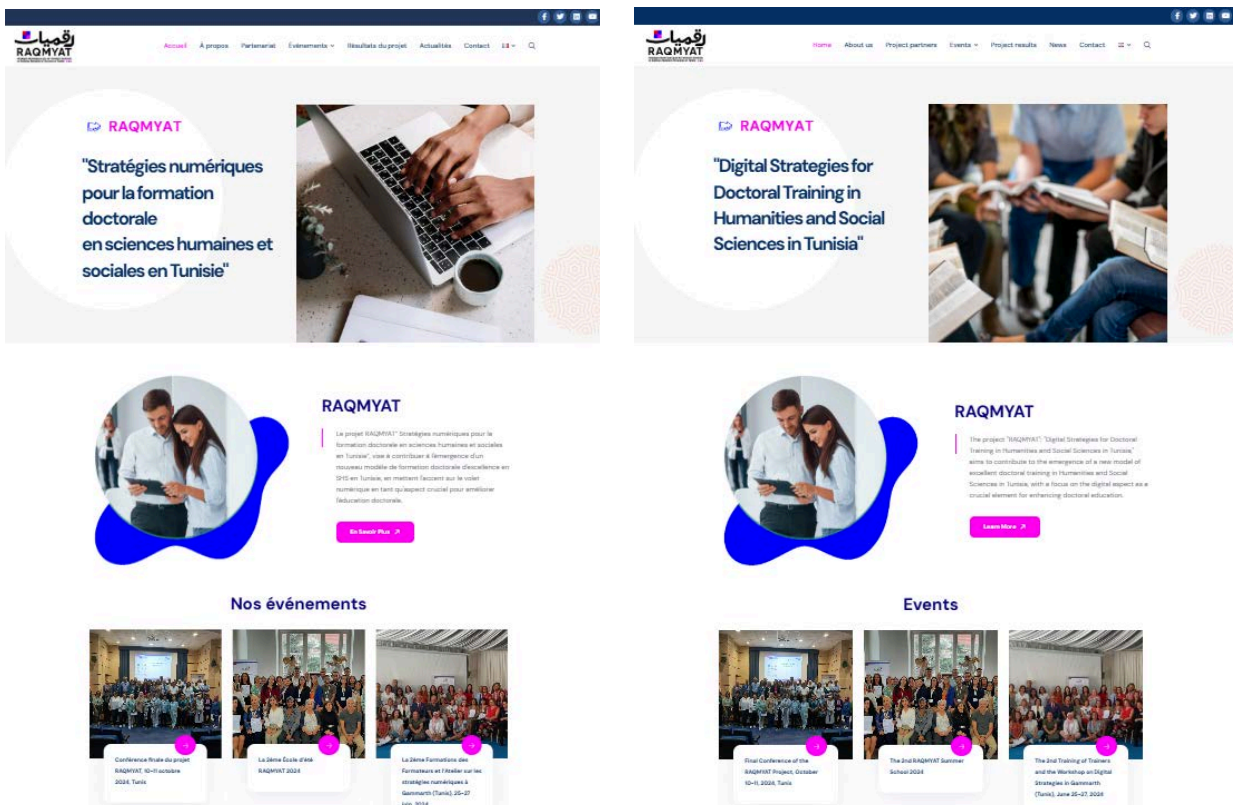 رقميات
RAQMYAT
Accueil À propos Partenariat Evènements Résultats du projet Actualités Contact
RAQMYAT
"Stratégies numériques
pour la formation
doctorale
en sciences humaines et
sociales en Tunisie"
RAQMYAT
Le projet RAQMYAT" Stratégies numériques pour la
formation doctorale en sciences humaines et sociales
en Tunisie", vise à contribuer à l'émergence d'un
nouveau modèle de formation doctorale d'excellence en
SHS en Tunisie, en mettant l'accent sur le volet
numérique en tant qu'aspect crucial pour améliorer
l'éducation doctorale.
En Savoir Plus
Nos événements
Conférence finale du projet
RAQMYAT, 10-11 octobre
2024, Tunis
La 2ème École d'été
RAQMYAT 2024
La 2ème Formations des
Formateurs et l'Atelier sur les
stratégies numériques à
Gammarth (Tunis), 25-27
juin, 2024
رقميات
RAQMYAT
Home About us Project partners Events Project results News Contact
RAQMYAT
"Digital Strategies for
Doctoral Training in
Humanities and Social
Sciences in Tunisia"
RAQMYAT
The project "RAQMYAT": "Digital Strategies for Doctoral
Training in Humanities and Social Sciences in Tunisia,"
aims to contribute to the emergence of a new model of
excellent doctoral training in Humanities and Social
Sciences in Tunisia, with a focus on the digital aspect as a
crucial element for enhancing doctoral education.
Learn More
Events
Final Conference of the
RAQMYAT Project, October
10-11, 2024, Tunis
The 2nd RAQMYAT Summer
School 2024
The 2nd Training of Trainers
and the Workshop on Digital
Strategies in Gammarth
(Tunis), June 25-27, 2024